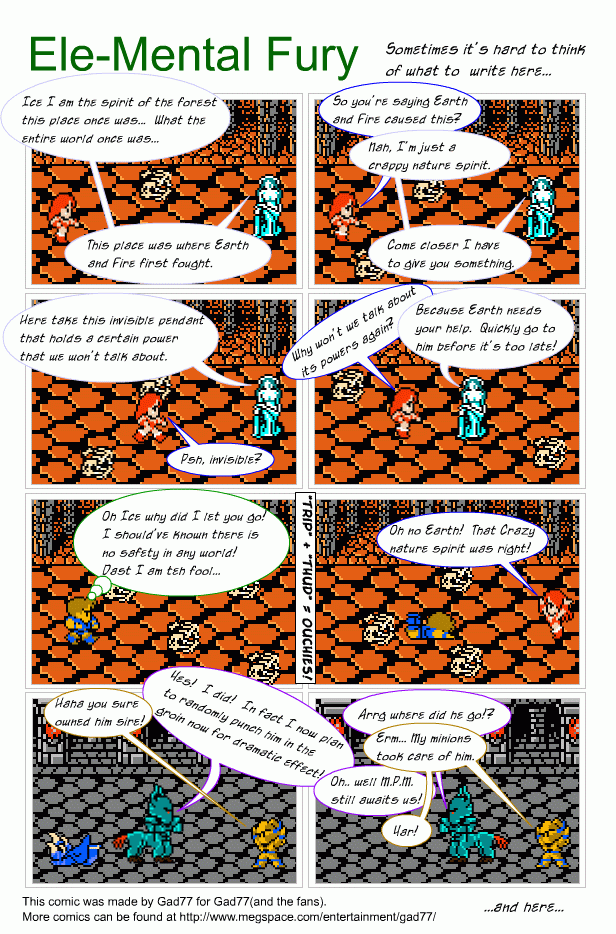 Ele-Mental Fury
Sometimes it's hard to think
of what to write here...
Ice I am the spirit of the forest
this place once was... What the
entire world once was...
This place was where Earth
and Fire first fought.
So you're saying Earth
and Fire caused this?
Nah, I'm just a
crappy nature spirit.
Come closer I have
to give you something.
Here take this invisible pendant
that holds a certain power
that we won't talk about.
Psh, invisible?
Why won't we talk about
its powers again?
Because Earth needs
your help. Quickly go to
him before it's too late!
Oh Ice why did I let you go!
I should've known there is
no safety in any world!
Dast I am teh fool...
"TRIP" + "THUD" = OUCHIES!
Oh no Earth! That Crazy
nature spirit was right!
Haha you sure
owned him sire!
Yes! I did! In fact I now plan
to randomly punch him in the
groin now for dramatic effect!
Arrg where did he go!?
Erm... My minions
took care of him.
Oh.. well M.P.M.
still awaits us!
Yar!
This comic was made by Gad77 for Gad77(and the fans).
More comics can be found at http://www.megspace.com/entertainment/gad77/
...and here...